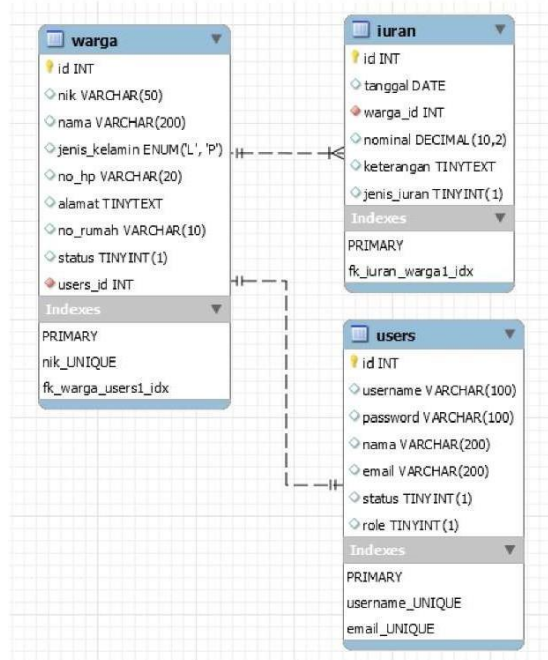 warga
id INT
nik VARCHAR(50)
nama VARCHAR(200)
jenis_kelamin ENUM('L', 'P')
no_hp VARCHAR(20)
alamat TINYTEXT
no_rumah VARCHAR(10)
status TINYINT(1)
users_id INT
Indexes
PRIMARY
nik_UNIQUE
fk_warga_users1_idx
iuran
id INT
tanggal DATE
warga_id INT
nominal DECIMAL(10,2)
keterangan TINYTEXT
jenis_iuran TINYINT(1)
Indexes
PRIMARY
fk_iuran_warga1_idx
users
id INT
username VARCHAR(100)
password VARCHAR(100)
nama VARCHAR(200)
email VARCHAR(200)
status TINYINT(1)
role TINYINT(1)
Indexes
PRIMARY
username_UNIQUE
email_UNIQUE